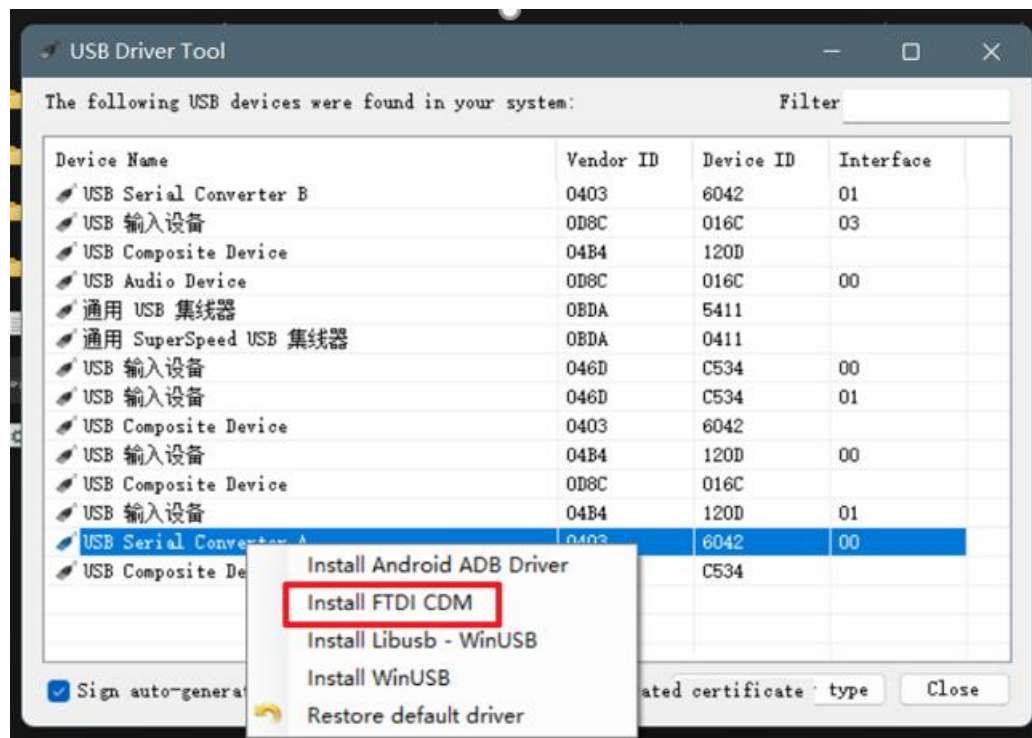 USB Driver Tool
The following USB devices were found in your system: Filter
Device Name Vendor ID Device ID Interface
USB Serial Converter B 0403 6042 01
USB 输入设备 0D8C 016C 03
USB Composite Device 04B4 120D
USB Audio Device 0D8C 016C 00
通用 USB 集线器 0BDA 5411
通用 SuperSpeed USB 集线器 0BDA 0411
USB 输入设备 046D C534 00
USB 输入设备 046D C534 01
USB Composite Device 0403 6042
USB 输入设备 04B4 120D 00
USB Composite Device 0D8C 016C
USB 输入设备 04B4 120D 01
USB Serial Converter A 0403 6042 00
USB Composite De C534
Install Android ADB Driver
Install FTDI CDM
Install Libusb - WinUSB
Install WinUSB
Restore default driver
Sign auto-genera ated certificate type Close